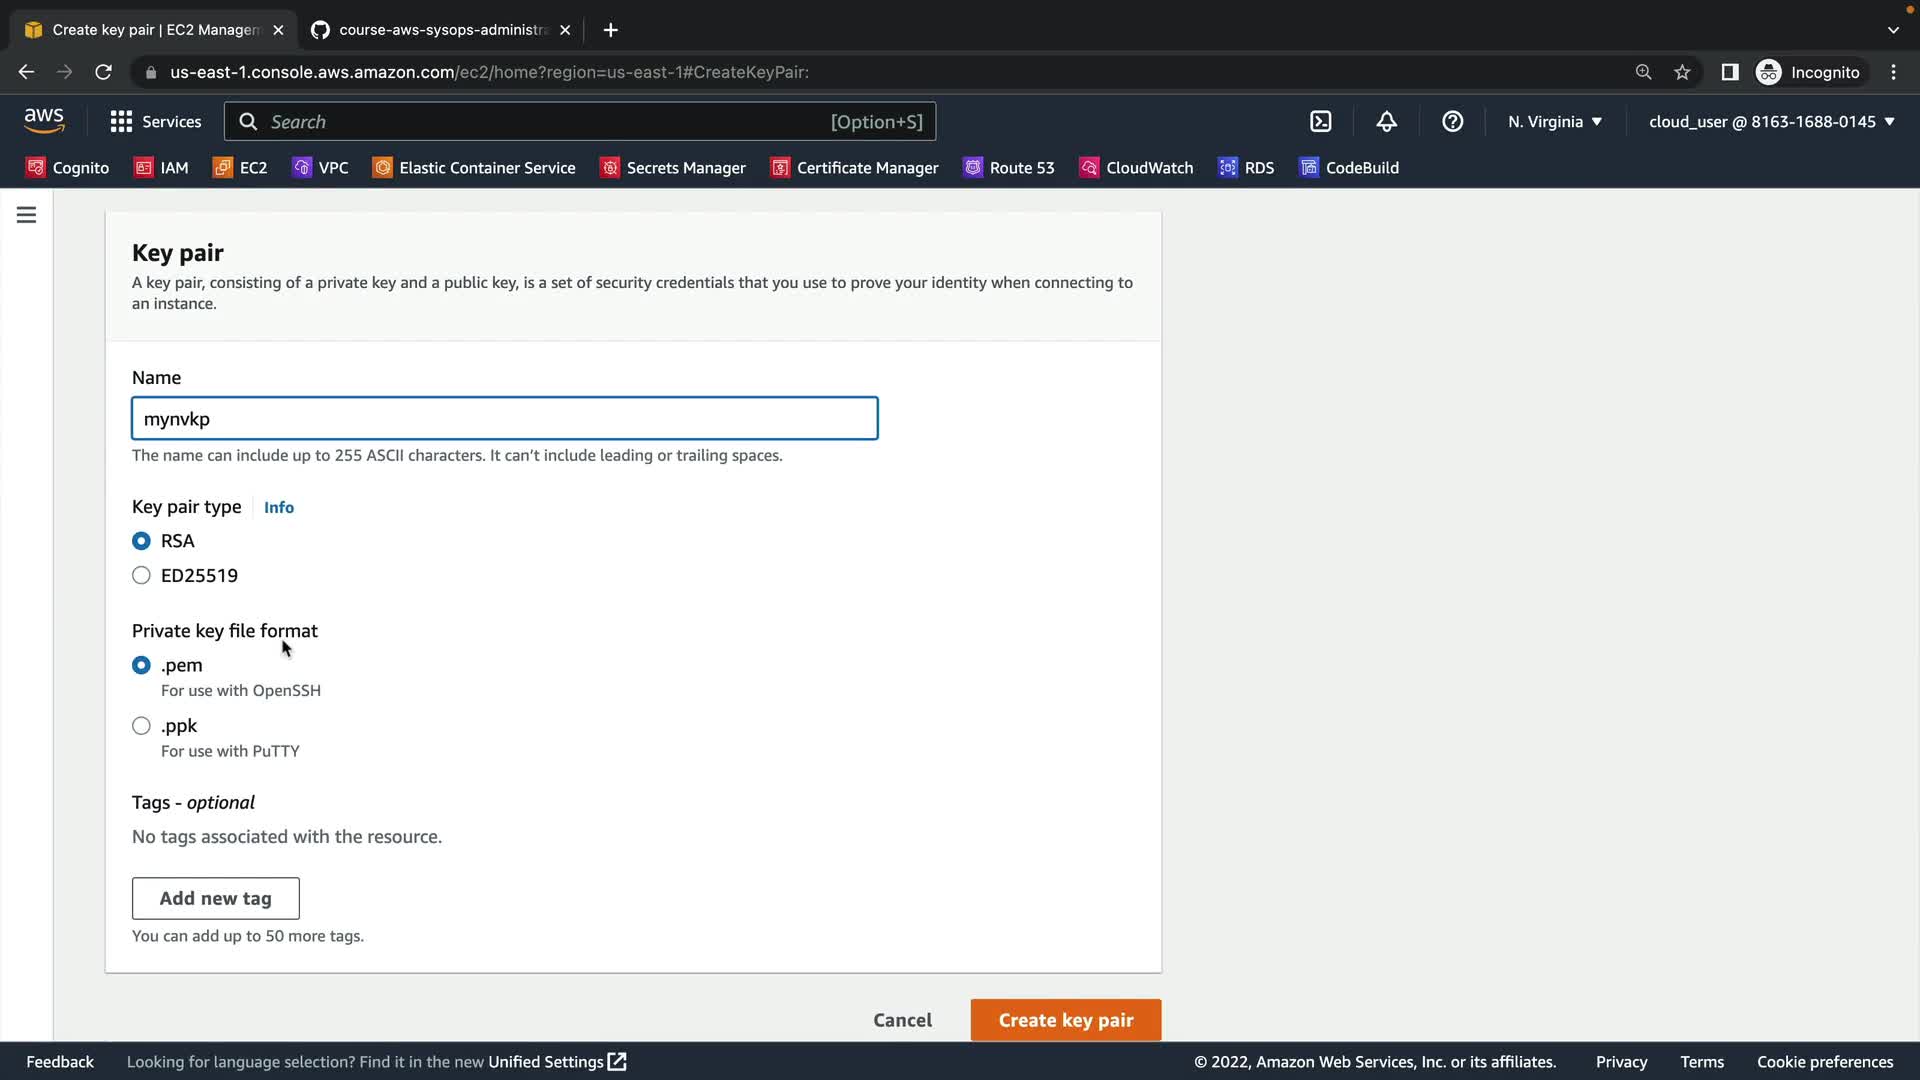 Create key pair | EC2 Managem
course-aws-sysops-administra
us-east-1.console.aws.amazon.com/ec2/home?region=us-east-1#CreateKeyPair:
Incognito
aws
Services
Search
[Option+S]
N. Virginia
cloud_user @ 8163-1688-0145
Cognito
IAM
EC2
VPC
Elastic Container Service
Secrets Manager
Certificate Manager
Route 53
CloudWatch
RDS
CodeBuild
Key pair
A key pair, consisting of a private key and a public key, is a set of security credentials that you use to prove your identity when connecting to
an instance.
Name
mynvkp
The name can include up to 255 ASCII characters. It can't include leading or trailing spaces.
Key pair type
Info
RSA
ED25519
Private key file format
.pem
For use with OpenSSH
.ppk
For use with PuTTY
Tags - optional
No tags associated with the resource.
Add new tag
You can add up to 50 more tags.
Cancel
Create key pair
Feedback
Looking for language selection? Find it in the new Unified Settings
© 2022, Amazon Web Services, Inc. or its affiliates.
Privacy
Terms
Cookie preferences